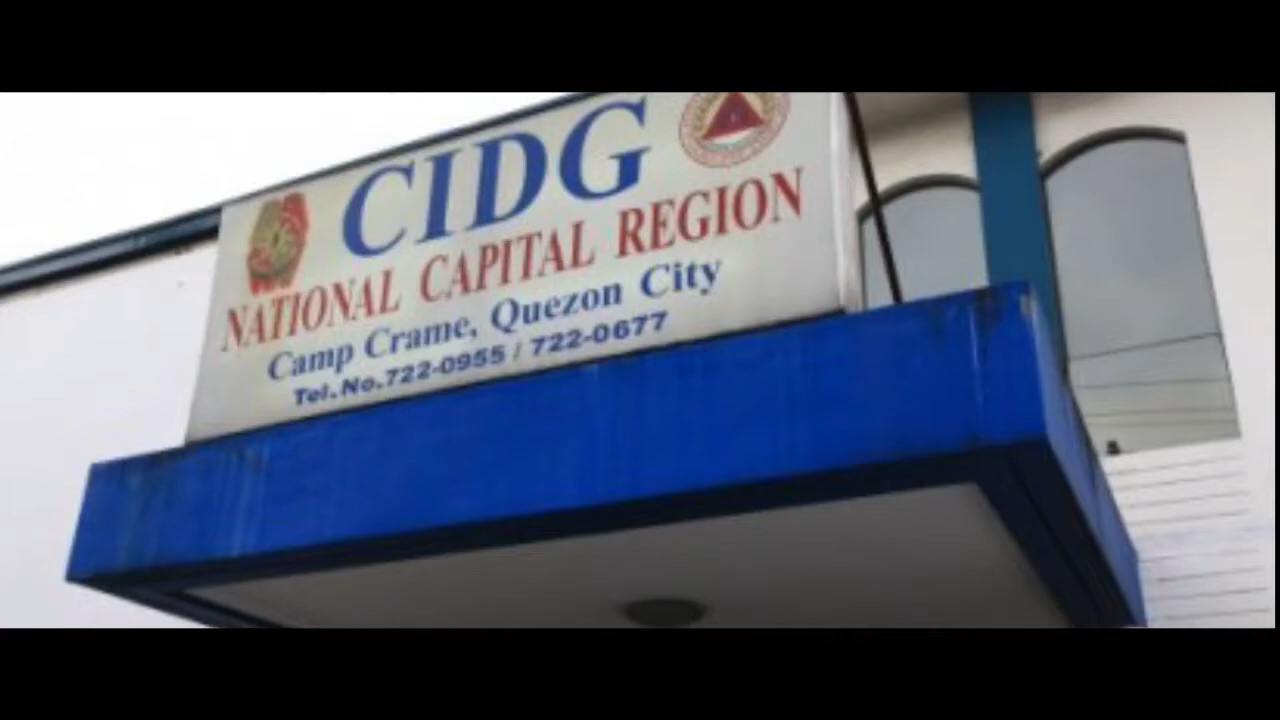 CIDG
NATIONAL CAPITAL REGION
Camp Crame, Quezon City
Tel.No.722-0955 / 722-0677